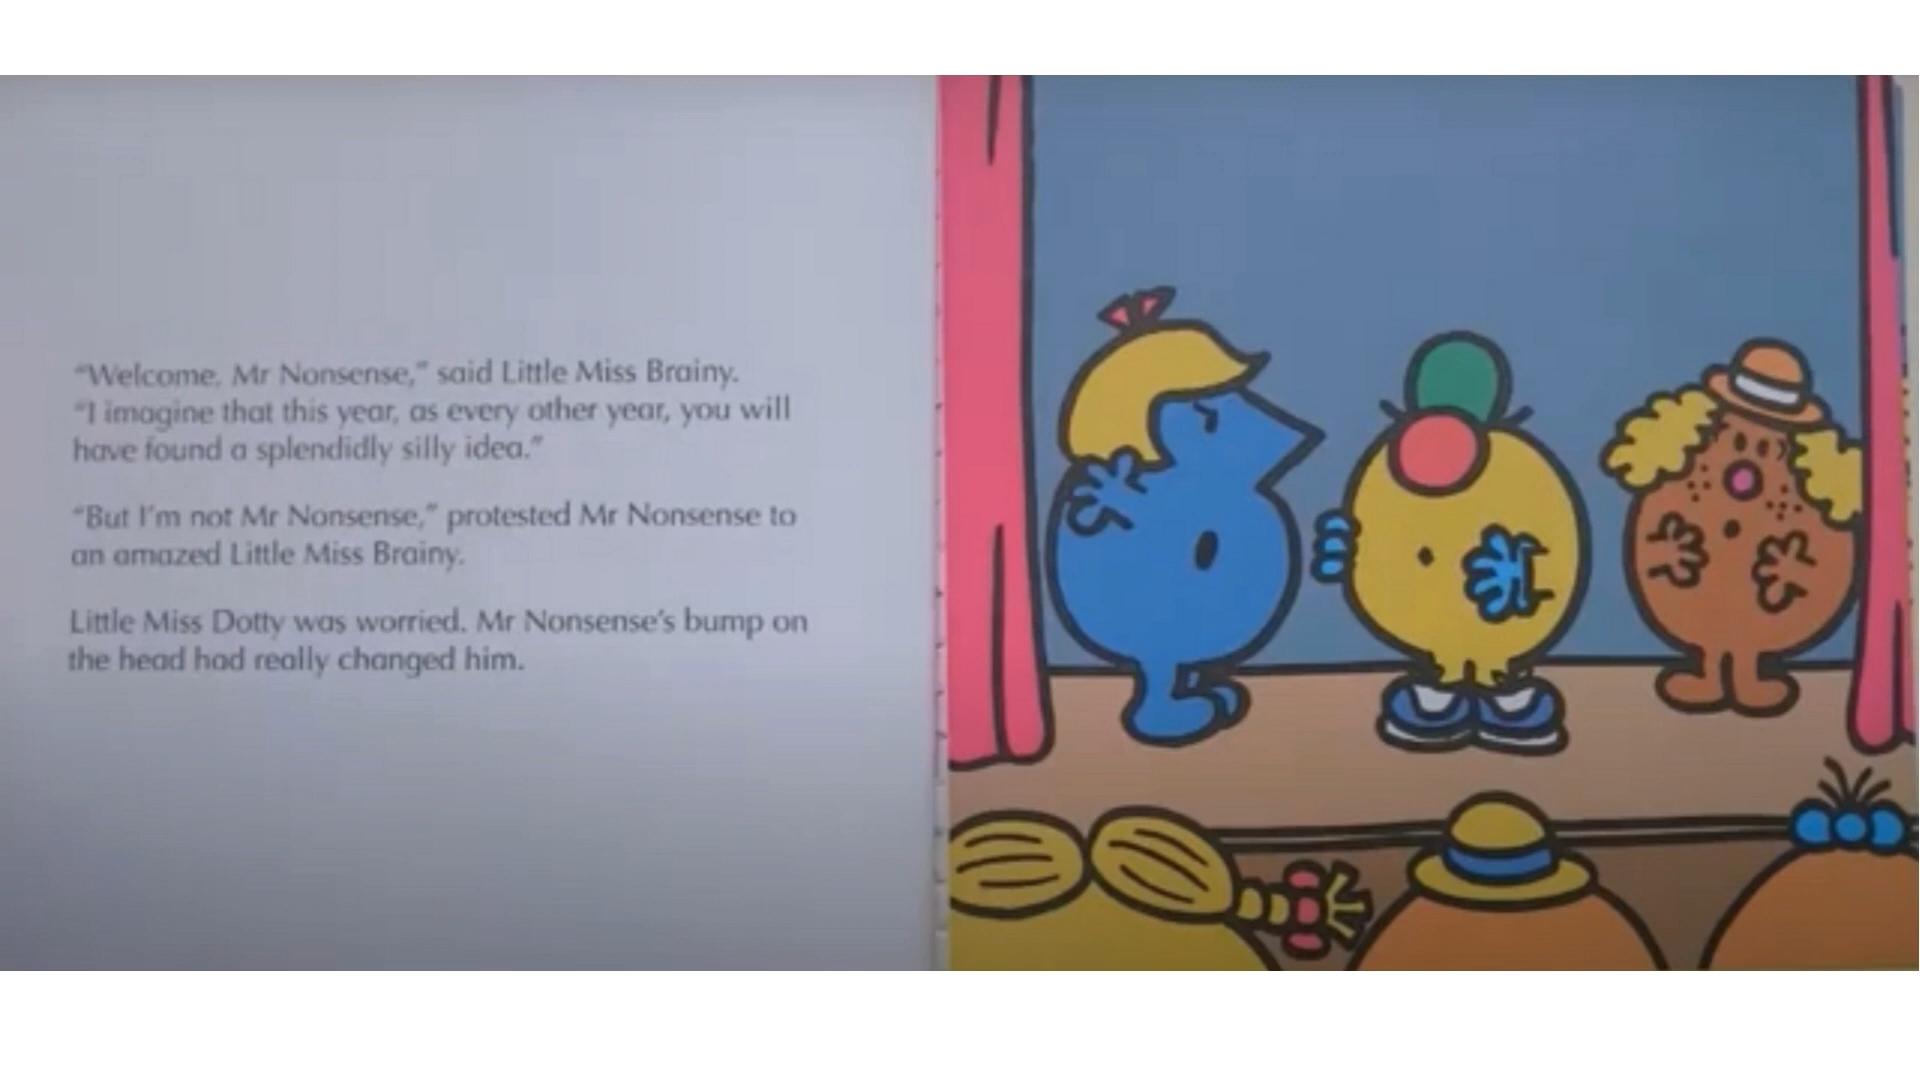 “Welcome, Mr Nonsense,” said Little Miss Brainy.
“I imagine that this year, as every other year, you will
have found a splendidly silly idea.”
“But I’m not Mr Nonsense,” protested Mr Nonsense to
an amazed Little Miss Brainy.
Little Miss Dotty was worried. Mr Nonsense’s bump on
the head had really changed him.